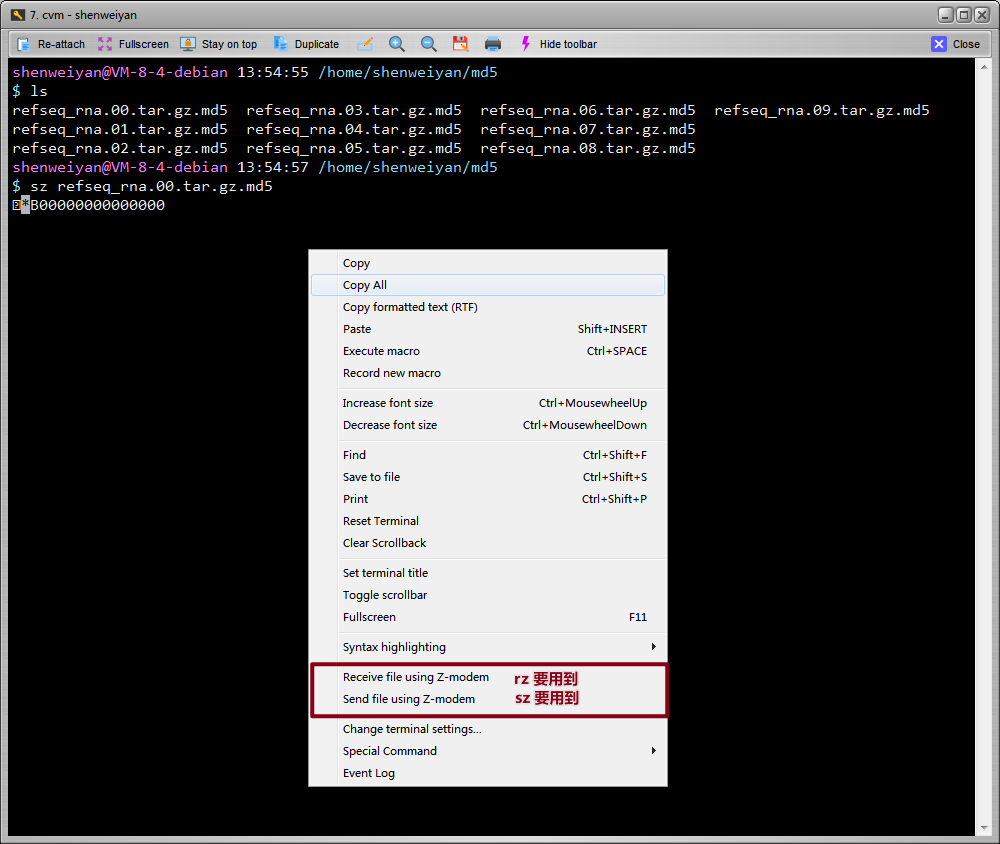 7. cvm - shenweiyan
Re-attach Fullscreen Stay on top Duplicate Hide toolbar Close
shenweiyan@VM-8-4-debian 13:54:55 /home/shenweiyan/md5
$ ls
refseq_rna.00.tar.gz.md5 refseq_rna.03.tar.gz.md5 refseq_rna.06.tar.gz.md5 refseq_rna.09.tar.gz.md5
refseq_rna.01.tar.gz.md5 refseq_rna.04.tar.gz.md5 refseq_rna.07.tar.gz.md5
refseq_rna.02.tar.gz.md5 refseq_rna.05.tar.gz.md5 refseq_rna.08.tar.gz.md5
shenweiyan@VM-8-4-debian 13:54:57 /home/shenweiyan/md5
$ sz refseq_rna.00.tar.gz.md5
*B00000000000000
Copy
Copy All
Copy formatted text (RTF)
Paste Shift+INSERT
Execute macro Ctrl+SPACE
Record new macro
Increase font size Ctrl+MousewheelUp
Decrease font size Ctrl+MousewheelDown
Find Ctrl+Shift+F
Save to file Ctrl+Shift+S
Print Ctrl+Shift+P
Reset Terminal
Clear Scrollback
Set terminal title
Toggle scrollbar
Fullscreen F11
Syntax highlighting
Receive file using Z-modem rz 要用到
Send file using Z-modem sz 要用到
Change terminal settings...
Special Command
Event Log